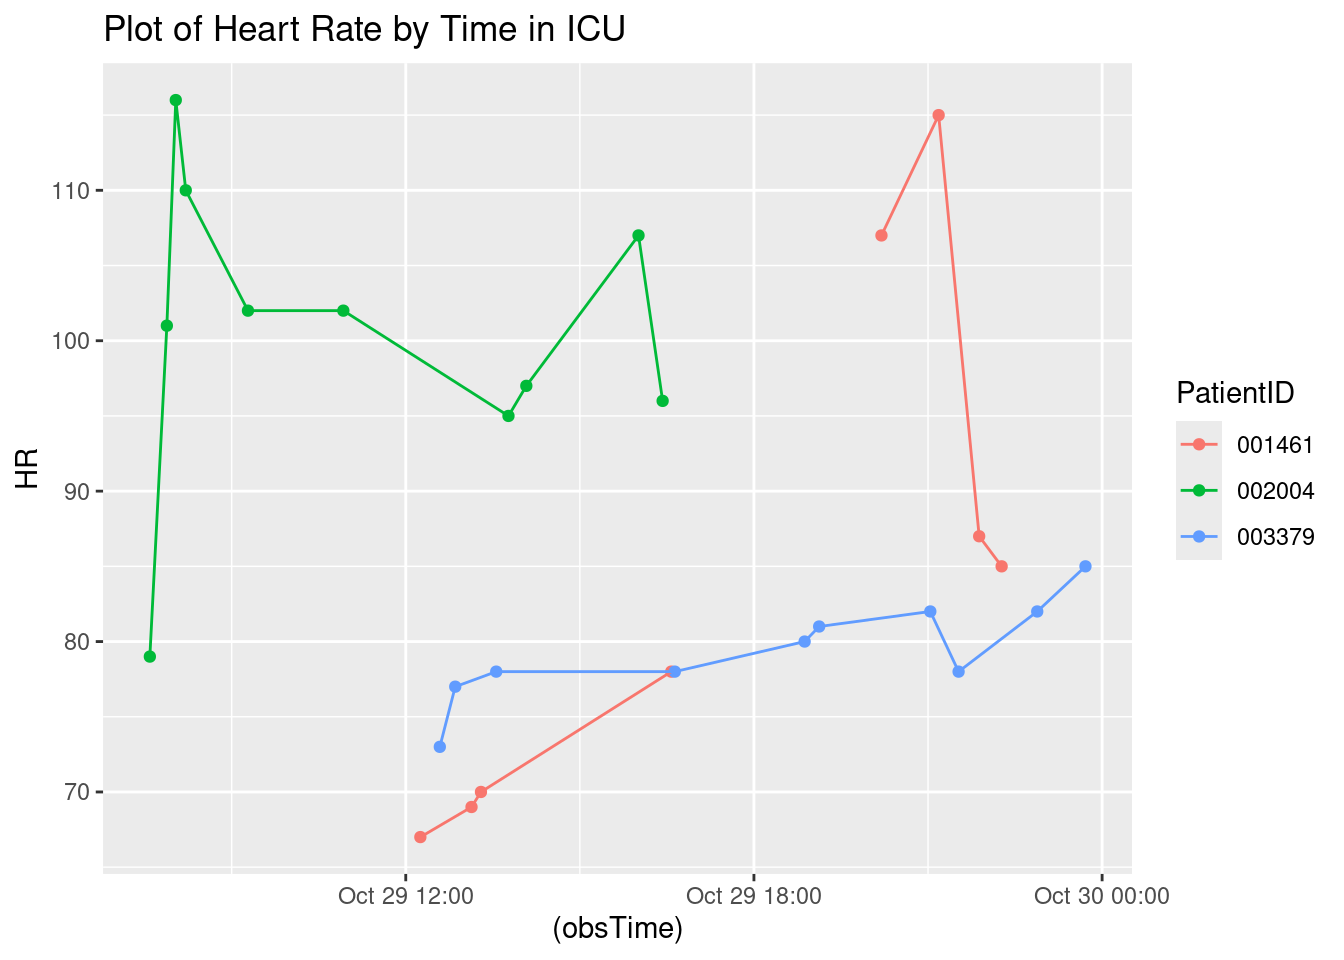 Plot of Heart Rate by Time in ICU
110
100
90
80
70
HR
Oct 29 12:00
Oct 29 18:00
Oct 30 00:00
(obsTime)
PatientID
001461
002004
003379